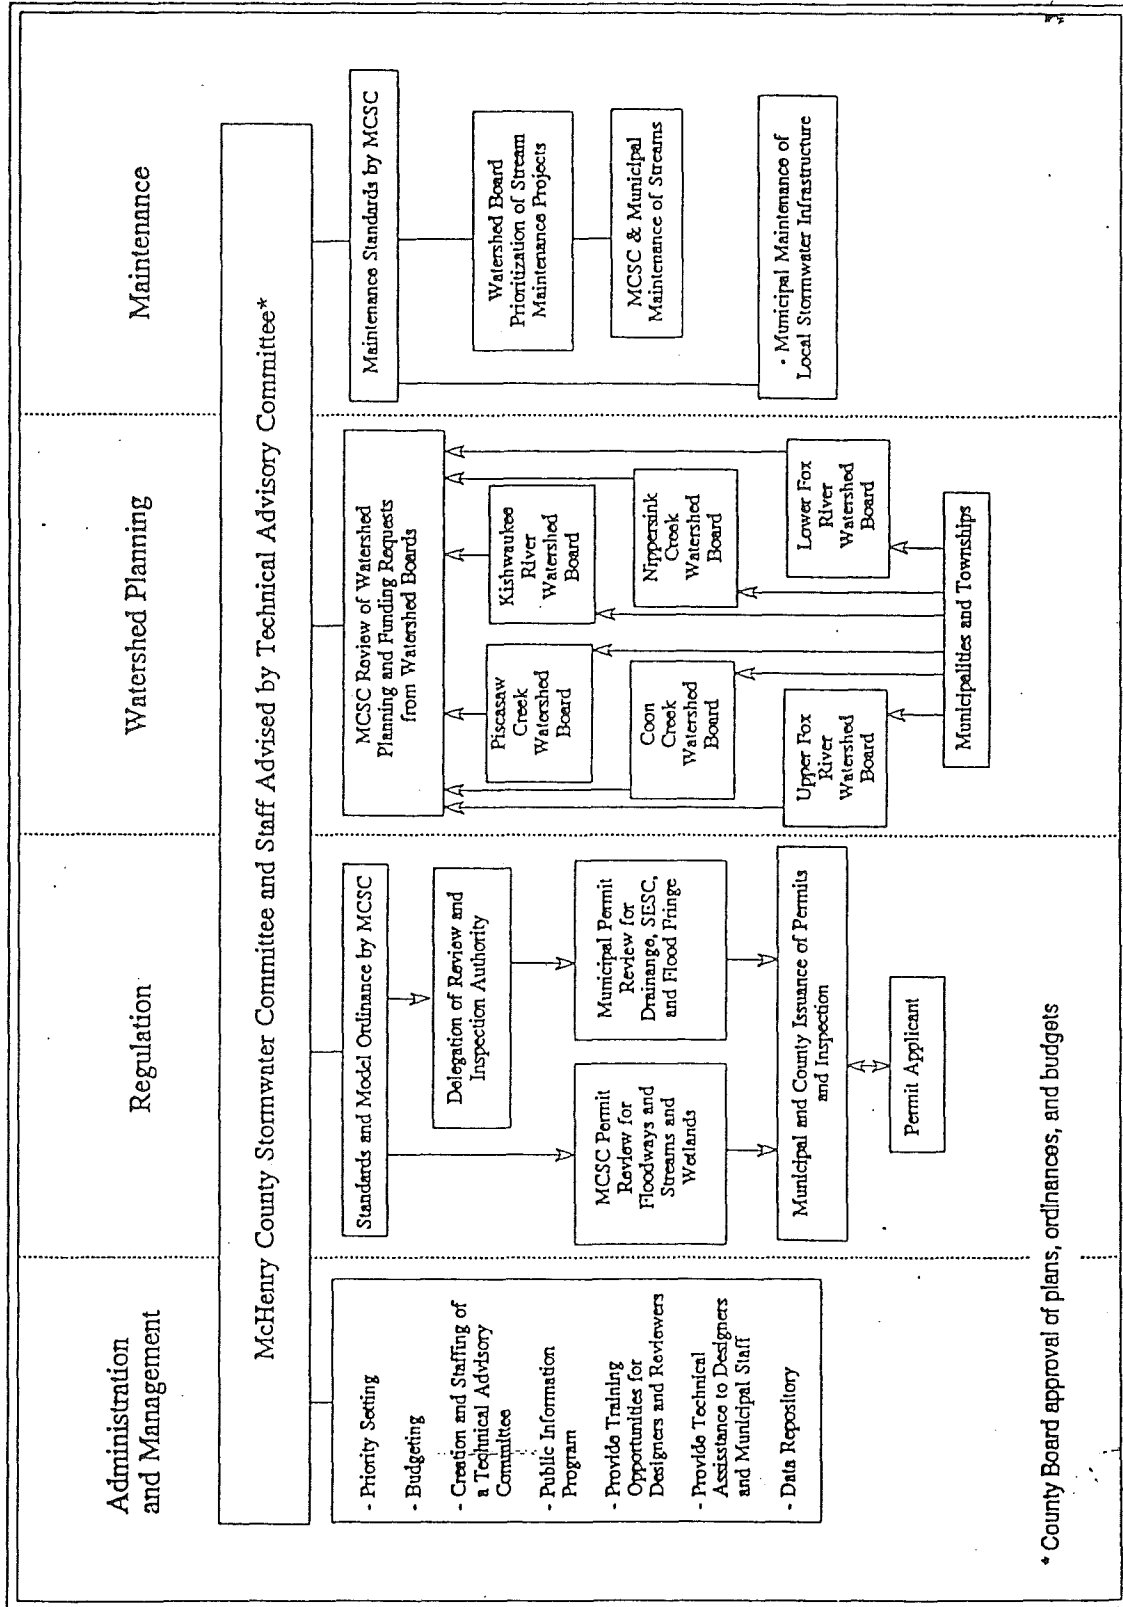 Administration
and Management
Regulation
Watershed Planning
Maintenance
McHenry County Stormwater Committee and Staff Advised by Technical Advisory Committee*
- Priority Setting
- Budgeting
- Creation and Staffing of
a Technical Advisory
Committee
- Public Information
Program
- Provide Training
Opportunities for
Designers and Reviewers
- Provide Technical
Assisstance to Designers
and Municipal Staff
- Data Repository
Standards and Model Ordinance by MCSC
Delegation of Review and
Inspection Authority
MCSC Permit
Review for
Floodways and
Streams and
Wetlands
Municipal Permit
Review for
Drainange, SESC,
and Flood Fringe
Municipal and County Issuance of Permits
and Inspection
Permit Applicant
MCSC Review of Watershed
Planning and Funding Requests
from Watershed Boards
Piscasaw
Creek
Watershed
Board
Kishwaukee
River
Watershed
Board
Coon
Creek
Watershed
Board
Nippersink
Creek
Watershed
Board
Upper Fox
River
Watershed
Board
Lower Fox
River
Watershed
Board
Municipalities and Townships
Maintenance Standards by MCSC
Watershed Board
Prioritization of Stream
Maintenance Projects
MCSC & Municipal
Maintenance of Streams
- Municipal Maintenance of
Local Stormwater Infrastructure
* County Board approval of plans, ordinances, and budgets